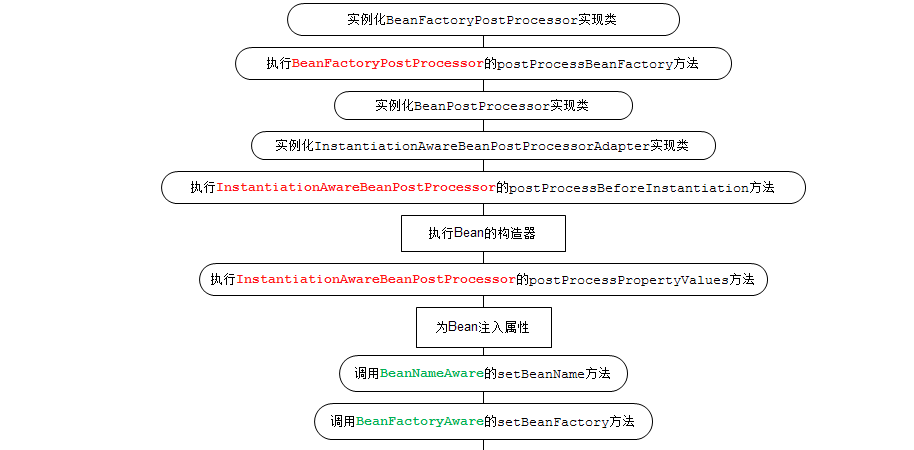 实例化BeanFactoryPostProcessor实现类
执行BeanFactoryPostProcessor的postProcessBeanFactory方法
实例化BeanPostProcessor实现类
实例化InstantiationAwareBeanPostProcessorAdapter实现类
执行InstantiationAwareBeanPostProcessor的postProcessBeforeInstantiation方法
执行Bean的构造器
执行InstantiationAwareBeanPostProcessor的postProcessPropertyValues方法
为Bean注入属性
调用BeanNameAware的setBeanName方法
调用BeanFactoryAware的setBeanFactory方法